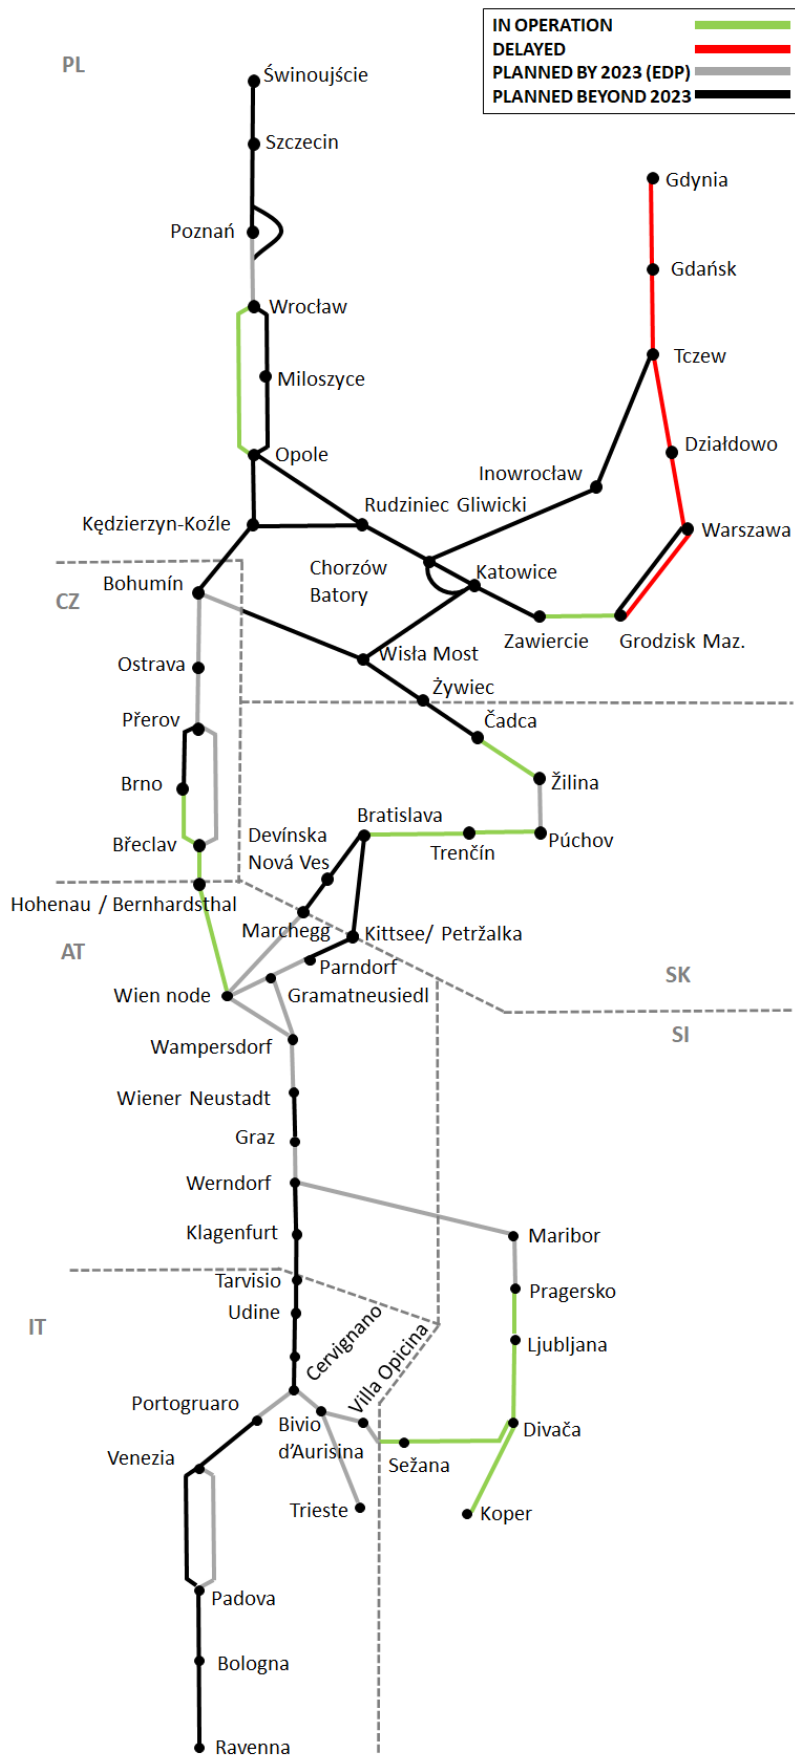 IN OPERATION
DELAYED
PLANNED BY 2023 (EDP)
PLANNED BEYOND 2023
PL
Świnoujście
Szczecin
Gdynia
Poznań
Gdańsk
Wrocław
Tczew
Miloszyce
Działdowo
Opole
Inowrocław
Rudziniec Gliwicki
Kędzierzyn-Koźle
Warszawa
Chorzów
Batory
Katowice
Bohumín
CZ
Zawiercie
Grodzisk Maz.
Wisła Most
Ostrava
Żywiec
Přerov
Čadca
Brno
Žilina
Bratislava
Devínska
Nová Ves
Trenčín
Púchov
Břeclav
Hohenau / Bernhardsthal
Marchegg
Kittsee/ Petržalka
AT
Parndorf
SK
Wien node
Gramatneusiedl
SI
Wampersdorf
Wiener Neustadt
Graz
Werndorf
Klagenfurt
Maribor
Tarvisio
Pragersko
Udine
IT
Ljubljana
Cervignano
Villa Opicina
Portogruaro
Bivio
d'Aurisina
Divača
Venezia
Sežana
Trieste
Koper
Padova
Bologna
Ravenna